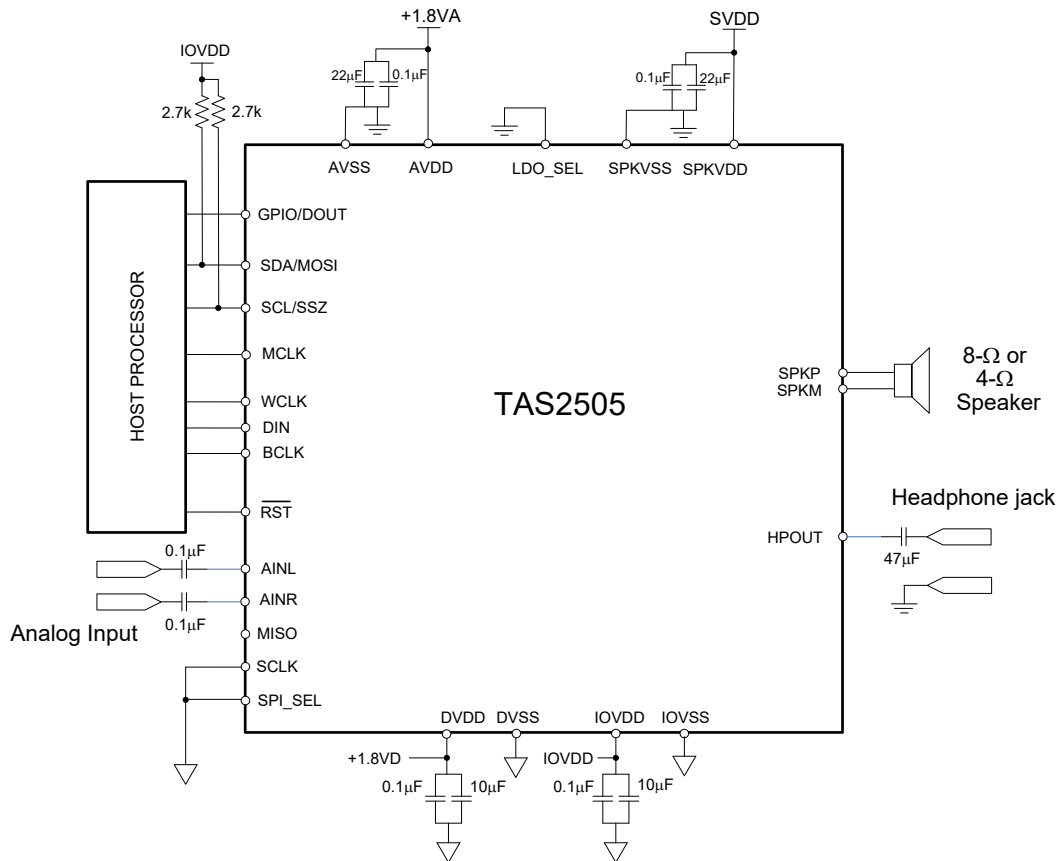 +1.8VA
SVDD
IOVDD
22μF
0.1μF
0.1μF
22μF
2.7k
2.7k
AVSS
AVDD
LDO_SEL
SPKVSS
SPKVDD
HOST PROCESSOR
GPIO/DOUT
SDA/MOSI
SCL/SSZ
MCLK
WCLK
DIN
BCLK
RST
TAS2505
SPKP
SPKM
8-Ω or
4-Ω
Speaker
Headphone jack
HPOUT
47μF
0.1μF
AINL
AINR
0.1μF
Analog Input
MISO
SCLK
SPI_SEL
DVDD
DVSS
IOVDD
IOVSS
+1.8VD
IOVDD
0.1μF
10μF
0.1μF
10μF